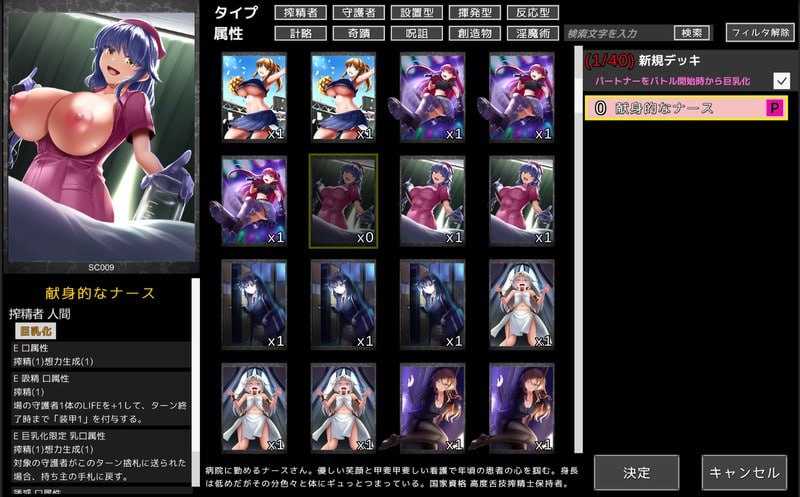 タイプ 搾精者 守護者 設置型 揮発型 反応型
属性 計略 奇蹟 呪詛 創造物 淫魔術
検索文字を入力 検索 フィルタ解除
(1/40) 新規デッキ
パートナーをバトル開始時から巨乳化
0 献身的なナース P
x1 x1 x1 x1
x1 x0 x1 x1
x1 x1 x1 x1
x1 x1 x1 x1
SC009
献身的なナース
搾精者 人間
巨乳化
E 口属性
搾精(1)想力生成(1)
E 吸精 口属性
搾精(1)
場の守護者1体のLIFEを+1して、ターン終
了時まで「装甲1」を付与する。
E 巨乳化限定 乳口属性
搾精(1)想力生成(1)
対象の守護者がこのターン捨札に送られた
場合、持ち主の手札に戻す。
病院に勤めるナースさん。優しい笑顔と甲斐甲斐しい看護で年頃の患者の心を掴む。身長
は低めだがその分色々と体にギュっとつまっている。国家資格 高度医技搾精士保持者。
決定 キャンセル